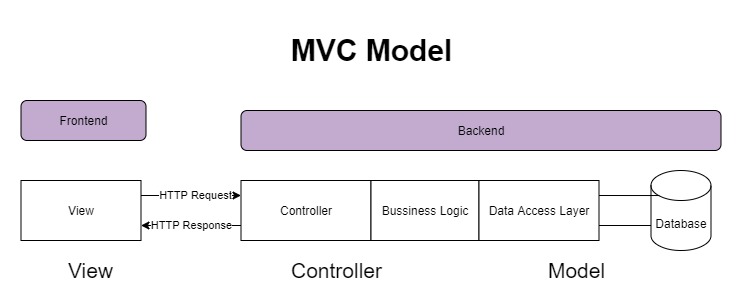 MVC Model
Frontend
Backend
View
HTTP Request
HTTP Response
Controller
Bussiness Logic
Data Access Layer
Database
View
Controller
Model